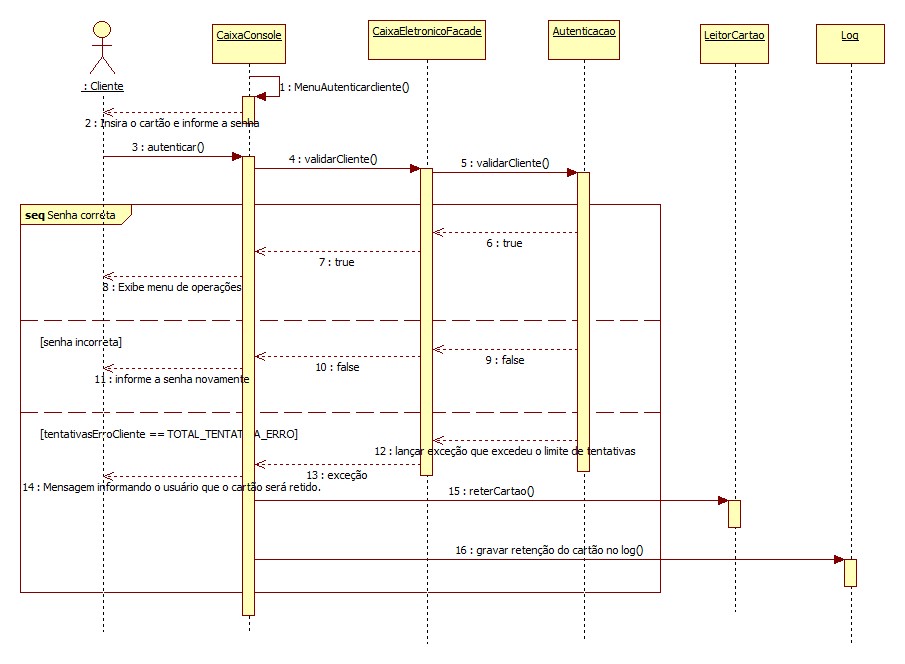 CaixaConsole
CaixaEletronicoFacade
Autenticacao
LeitorCartao
Log
: Cliente
1 : MenuAutenticarcliente()
2 : Insira o cartão e informe a senha
3 : autenticar()
4 : validarCliente()
5 : validarCliente()
seq Senha correta
6 : true
7 : true
8 : Exibe menu de operações
[senha incorreta]
9 : false
10 : false
11 : informe a senha novamente
[tentativasErroCliente == TOTAL_TENTATIVA_ERRO]
12 : lançar exceção que excedeu o limite de tentativas
13 : exceção
14 : Mensagem informando o usuário que o cartão será retido.
15 : reterCartao()
16 : gravar retenção do cartão no log()